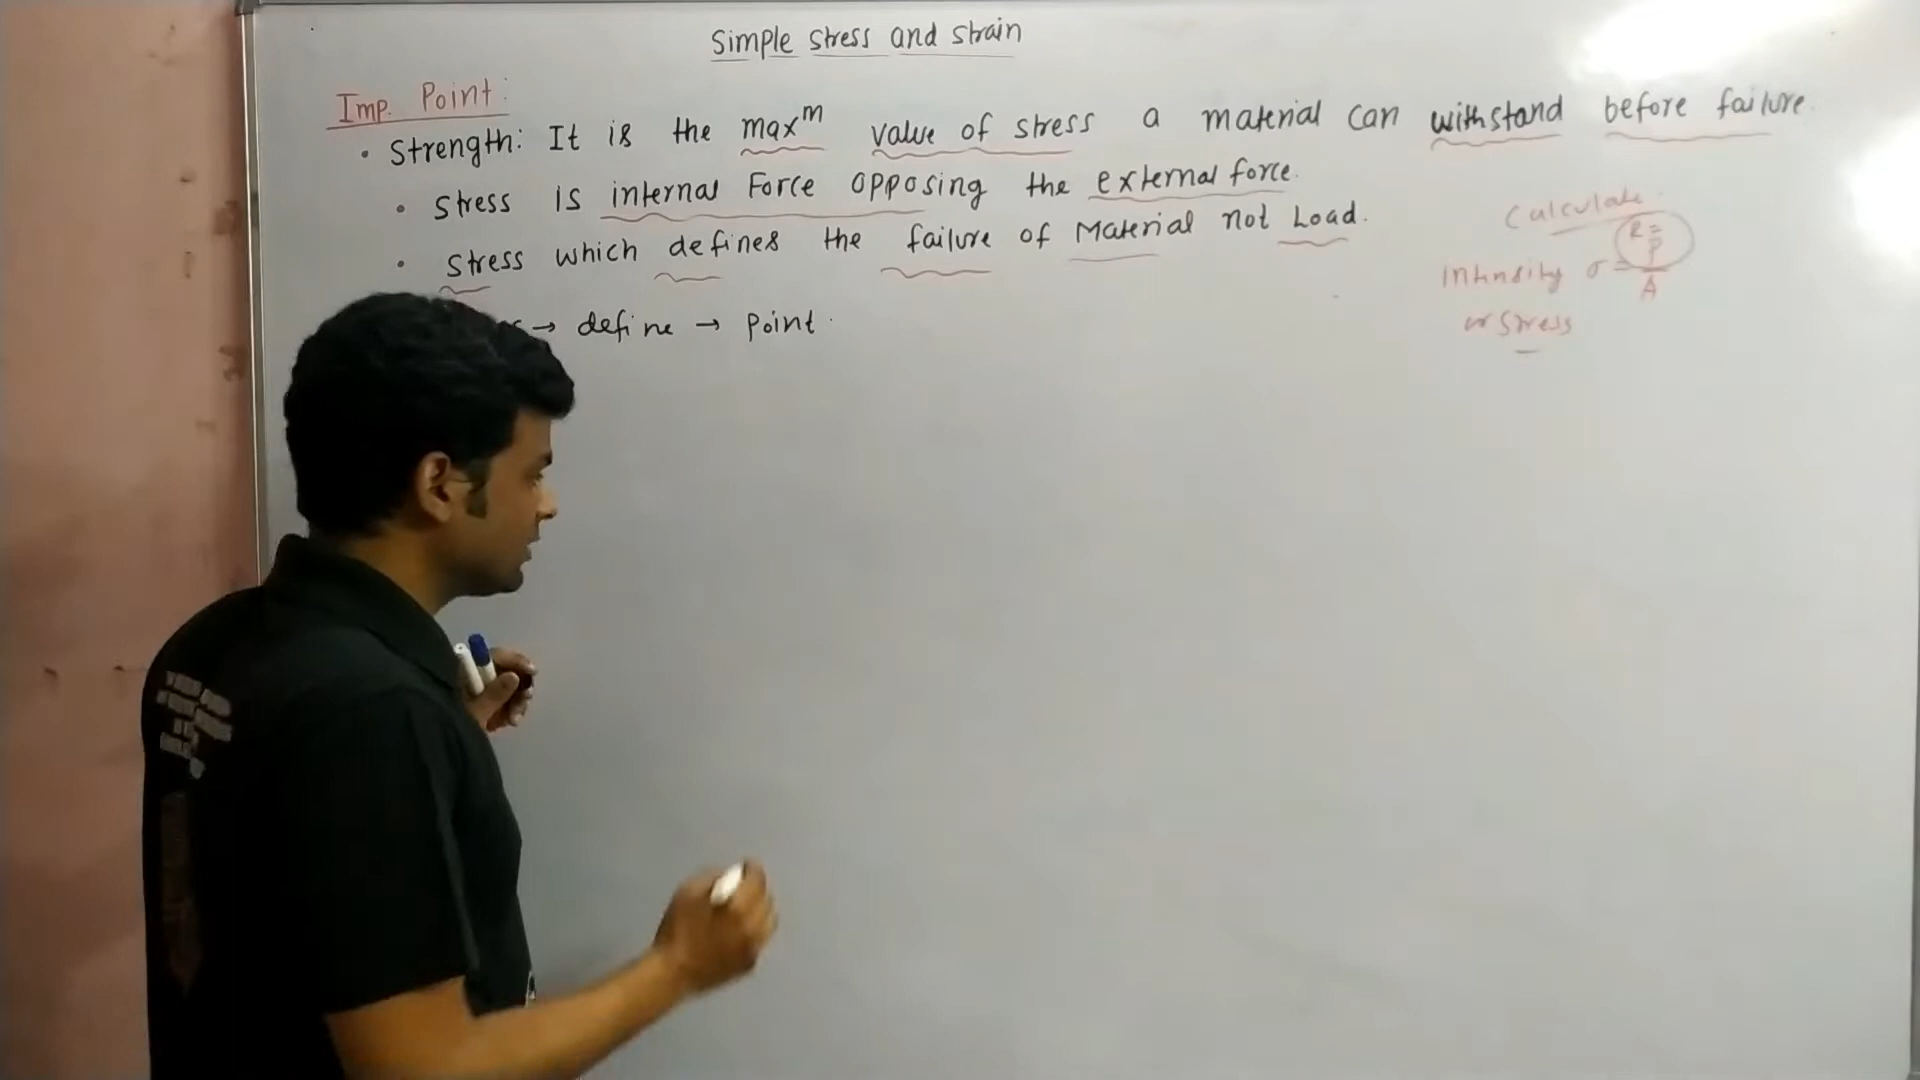 Simple stress and strain
Imp. Point:
• Strength: It is the maxᵐ value of stress a material can withstand before failure.
• Stress is internal Force opposing the external force.
• Stress which defines the failure of Material not Load.
→ define → Point.
Calculate
R=
P
Intensity σ =
A
or stress